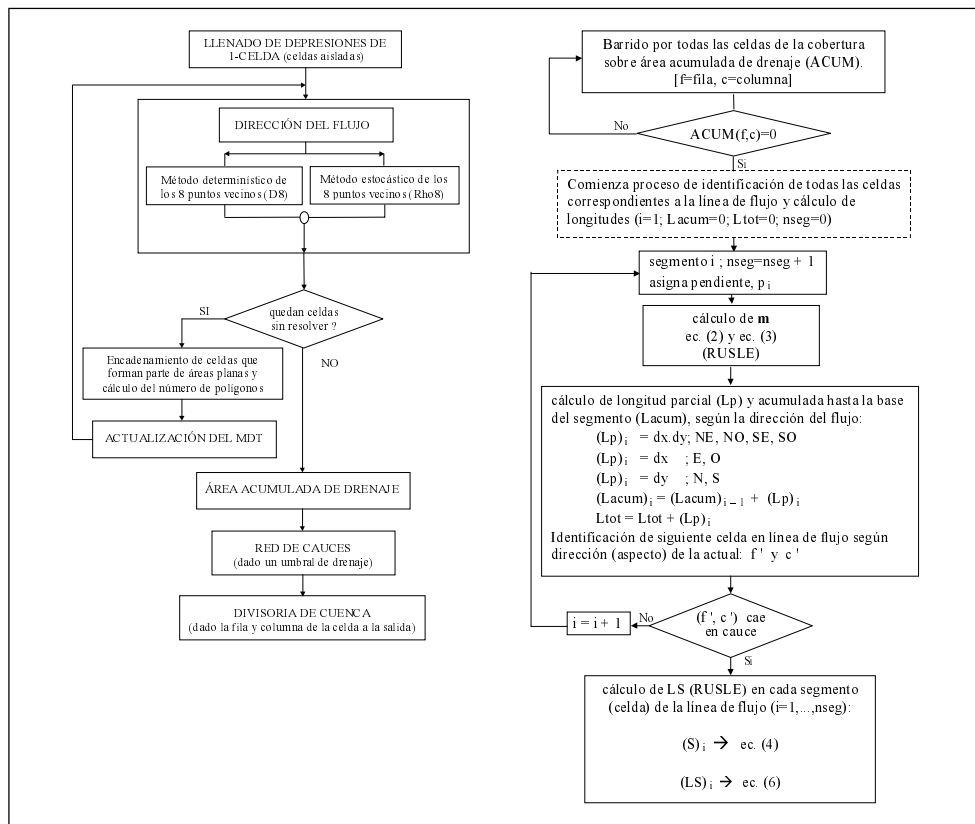 LLENADO DE DEPRESIONES DE
1-CELDA (celdas aisladas)
DIRECCIÓN DEL FLUJO
Método determinístico de
los 8 puntos vecinos (D8)
Método estocástico de los
8 puntos vecinos (Rho8)
quedan celdas
sin resolver ?
SI
NO
Encadenamiento de celdas que
forman parte de áreas planas y
cálculo del número de polígonos
ACTUALIZACIÓN DEL MDT
ÁREA ACUMULADA DE DRENAJE
RED DE CAUCES
(dado un umbral de drenaje)
DIVISORIA DE CUENCA
(dado la fila y columna de la celda a la salida)
Barrido por todas las celdas de la cobertura
sobre área acumulada de drenaje (ACUM).
[f=fila, c=columna]
No
ACUM(f,c)=0
Si
Comienza proceso de identificación de todas las celdas
correspondientes a la línea de flujo y cálculo de
longitudes (i=1; Lacum=0; Ltot=0; nseg=0)
segmento i ; nseg=nseg + 1
asigna pendiente, p i
cálculo de m
ec. (2) y ec. (3)
(RUSLE)
cálculo de longitud parcial (Lp) y acumulada hasta la base
del segmento (Lacum), según la dirección del flujo:
(Lp) i = dx.dy; NE, NO, SE, SO
(Lp) i = dx ; E, O
(Lp) i = dy ; N, S
(Lacum) i = (Lacum) i – 1 + (Lp) i
Ltot = Ltot + (Lp) i
Identificación de siguiente celda en línea de flujo según
dirección (aspecto) de la actual: f ' y c '
(f ', c ') cae
en cauce
No
i = i + 1
Si
cálculo de LS (RUSLE) en cada segmento
(celda) de la línea de flujo (i=1,...,nseg):
(S) i → ec. (4)
(LS) i → ec. (6)